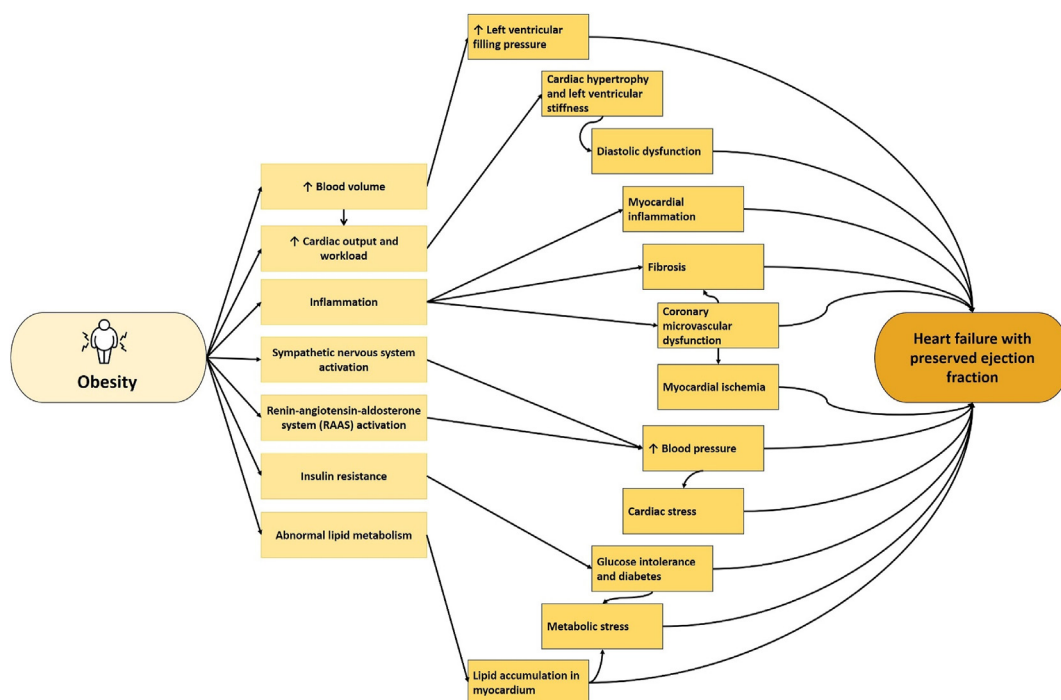 ↑ Left ventricular
filling pressure
Cardiac hypertrophy
and left ventricular
stiffness
Diastolic dysfunction
↑ Blood volume
Myocardial
inflammation
↑ Cardiac output and
workload
Fibrosis
Inflammation
Coronary
microvascular
dysfunction
Obesity
Heart failure with
preserved ejection
fraction
Sympathetic nervous system
activation
Myocardial ischemia
Renin-angiotensin-aldosterone
system (RAAS) activation
↑ Blood pressure
Insulin resistance
Cardiac stress
Abnormal lipid metabolism
Glucose intolerance
and diabetes
Metabolic stress
Lipid accumulation in
myocardium